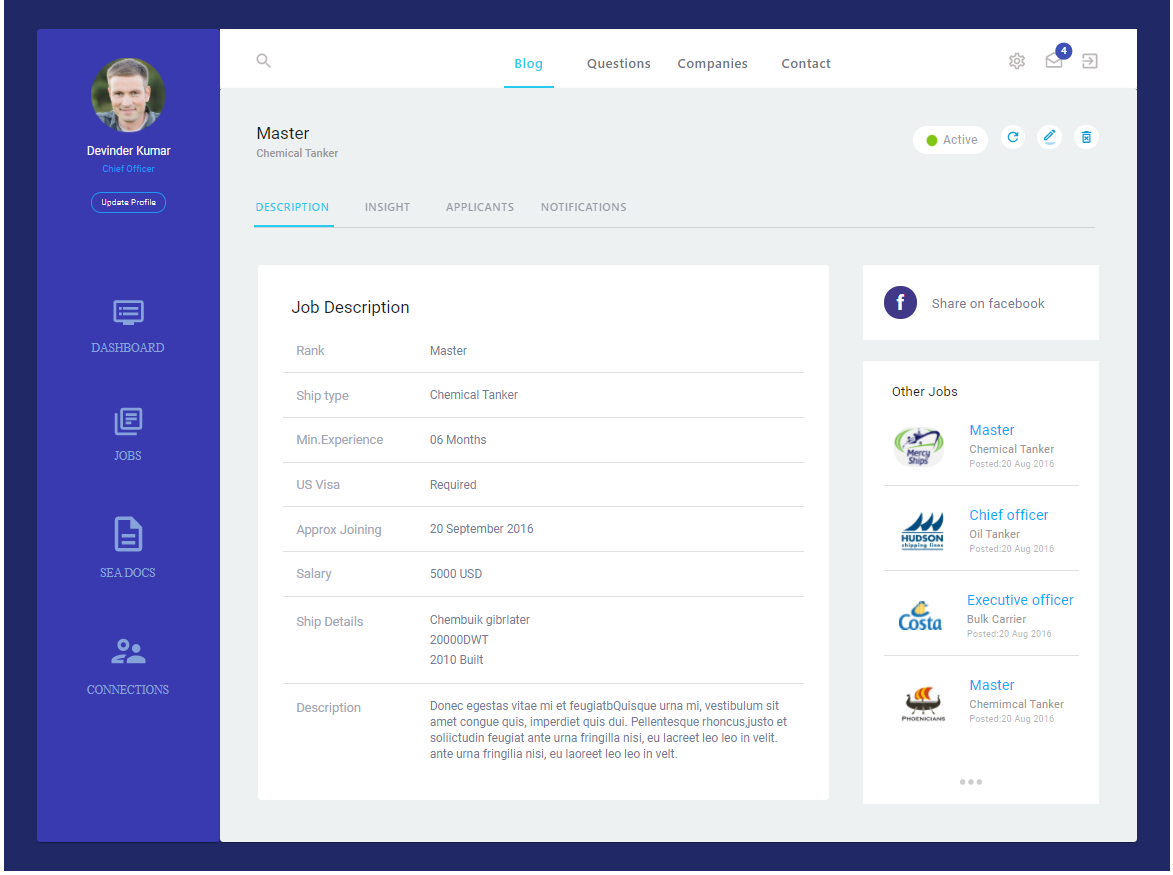 Devinder Kumar
Chief Officer
Update Profile
DASHBOARD
JOBS
SEA DOCS
CONNECTIONS
Blog
Questions
Companies
Contact
4
Master
Chemical Tanker
Active
DESCRIPTION
INSIGHT
APPLICANTS
NOTIFICATIONS
Job Description
Rank
Master
Ship type
Chemical Tanker
Min.Experience
06 Months
US Visa
Required
Approx Joining
20 September 2016
Salary
5000 USD
Ship Details
Chembuik gibrlater
20000DWT
2010 Built
Description
Donec egestas vitae mi et feugiatbQuisque urna mi, vestibulum sit
amet congue quis, imperdiet quis dui. Pellentesque rhoncus,justo et
soliictudin feugiat ante urna fringilla nisi, eu lacreet leo leo in velit.
ante urna fringilia nisi, eu laoreet leo leo in velt.
f
Share on facebook
Other Jobs
Mercy
Ships
Master
Chemical Tanker
Posted:20 Aug 2016
HUDSON
shipping lines
Chief officer
Oil Tanker
Posted:20 Aug 2016
Costa
Executive officer
Bulk Carrier
Posted:20 Aug 2016
PHOENICIANS
Master
Chemimcal Tanker
Posted:20 Aug 2016